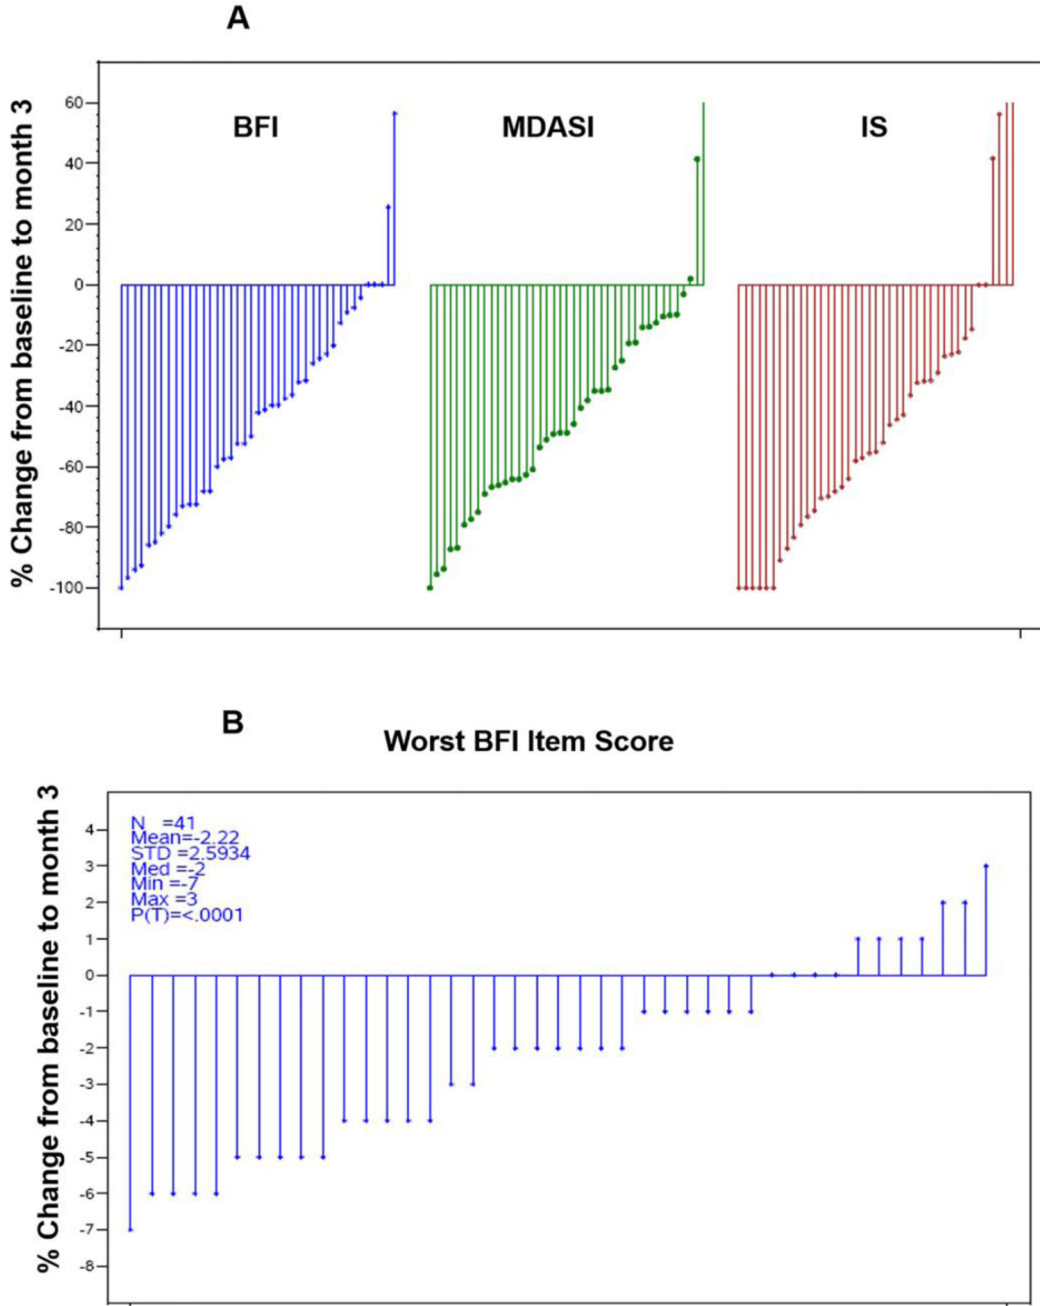 A
% Change from baseline to month 3
60
40
20
0
-20
-40
-60
-80
-100
BFI
MDASI
IS
B
Worst BFI Item Score
% Change from baseline to month 3
4
3
2
1
0
-1
-2
-3
-4
-5
-6
-7
-8
N =41
Mean=-2.22
STD =2.5934
Med =-2
Min =-7
Max =3
P(T)=<.0001